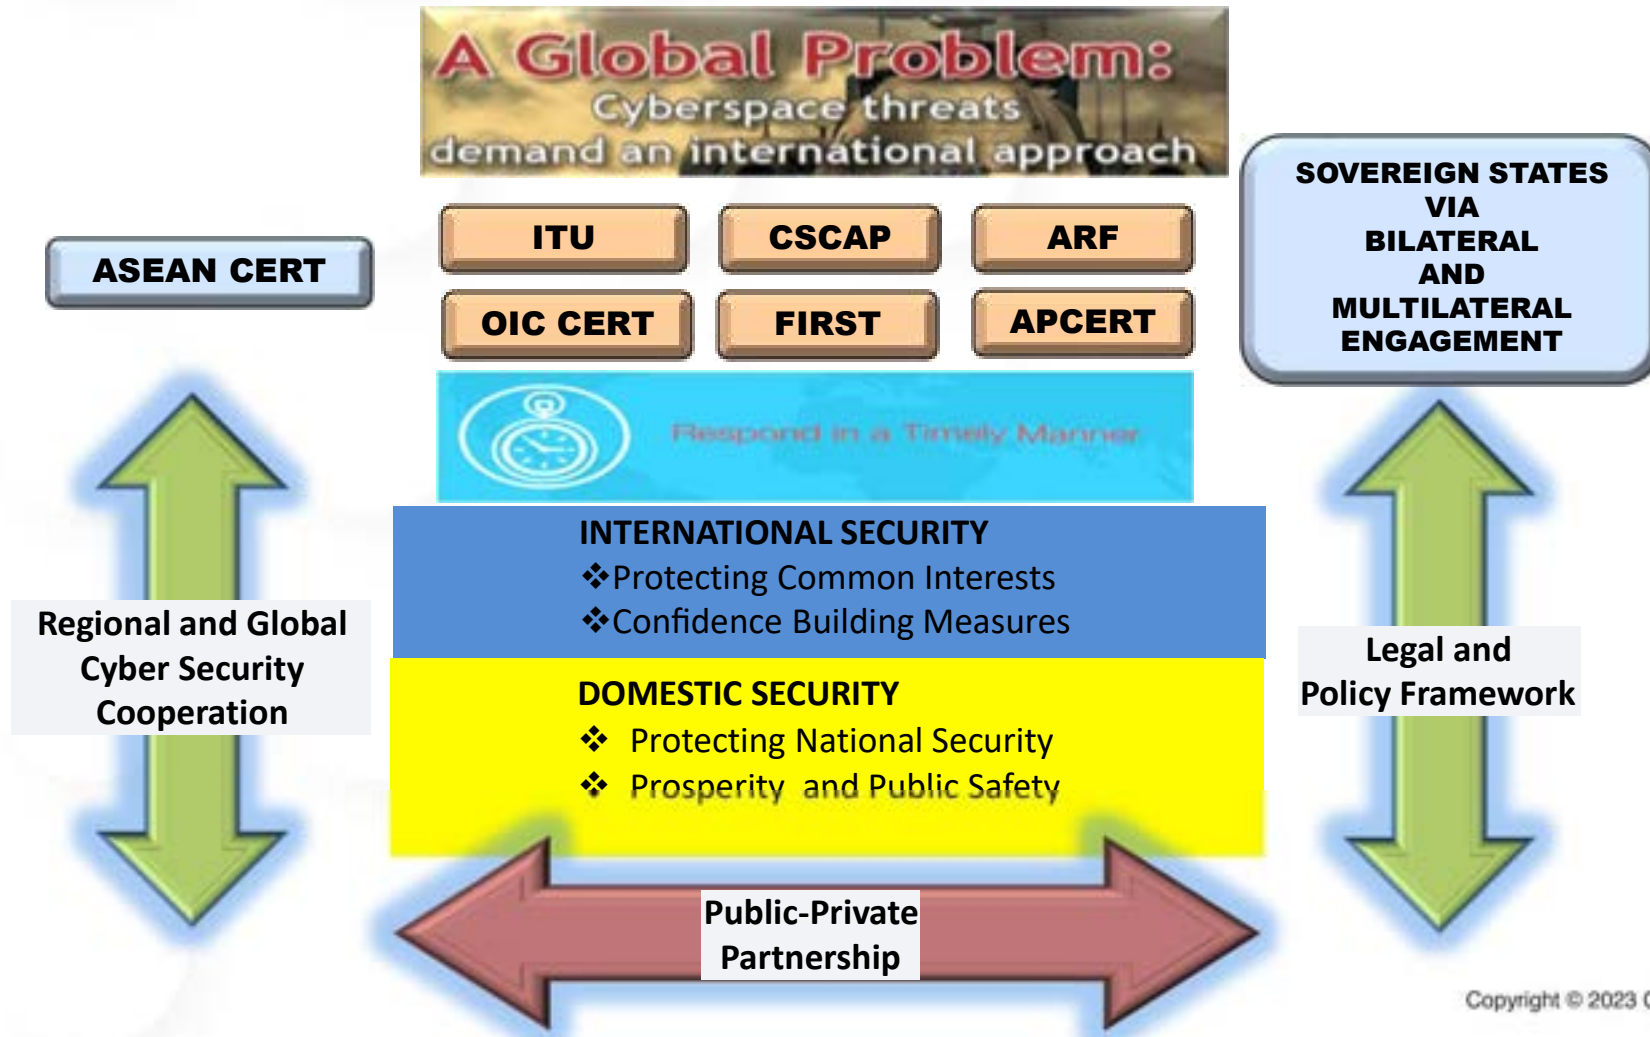 A Global Problem:
Cyberspace threats
demand an international approach
ASEAN CERT
ITU
CSCAP
ARF
OIC CERT
FIRST
APCERT
SOVEREIGN STATES
VIA
BILATERAL
AND
MULTILATERAL
ENGAGEMENT
Respond in a Timely Manner
INTERNATIONAL SECURITY
❖Protecting Common Interests
❖Confidence Building Measures
DOMESTIC SECURITY
❖ Protecting National Security
❖ Prosperity and Public Safety
Regional and Global
Cyber Security
Cooperation
Legal and
Policy Framework
Public-Private
Partnership
Copyright © 2023